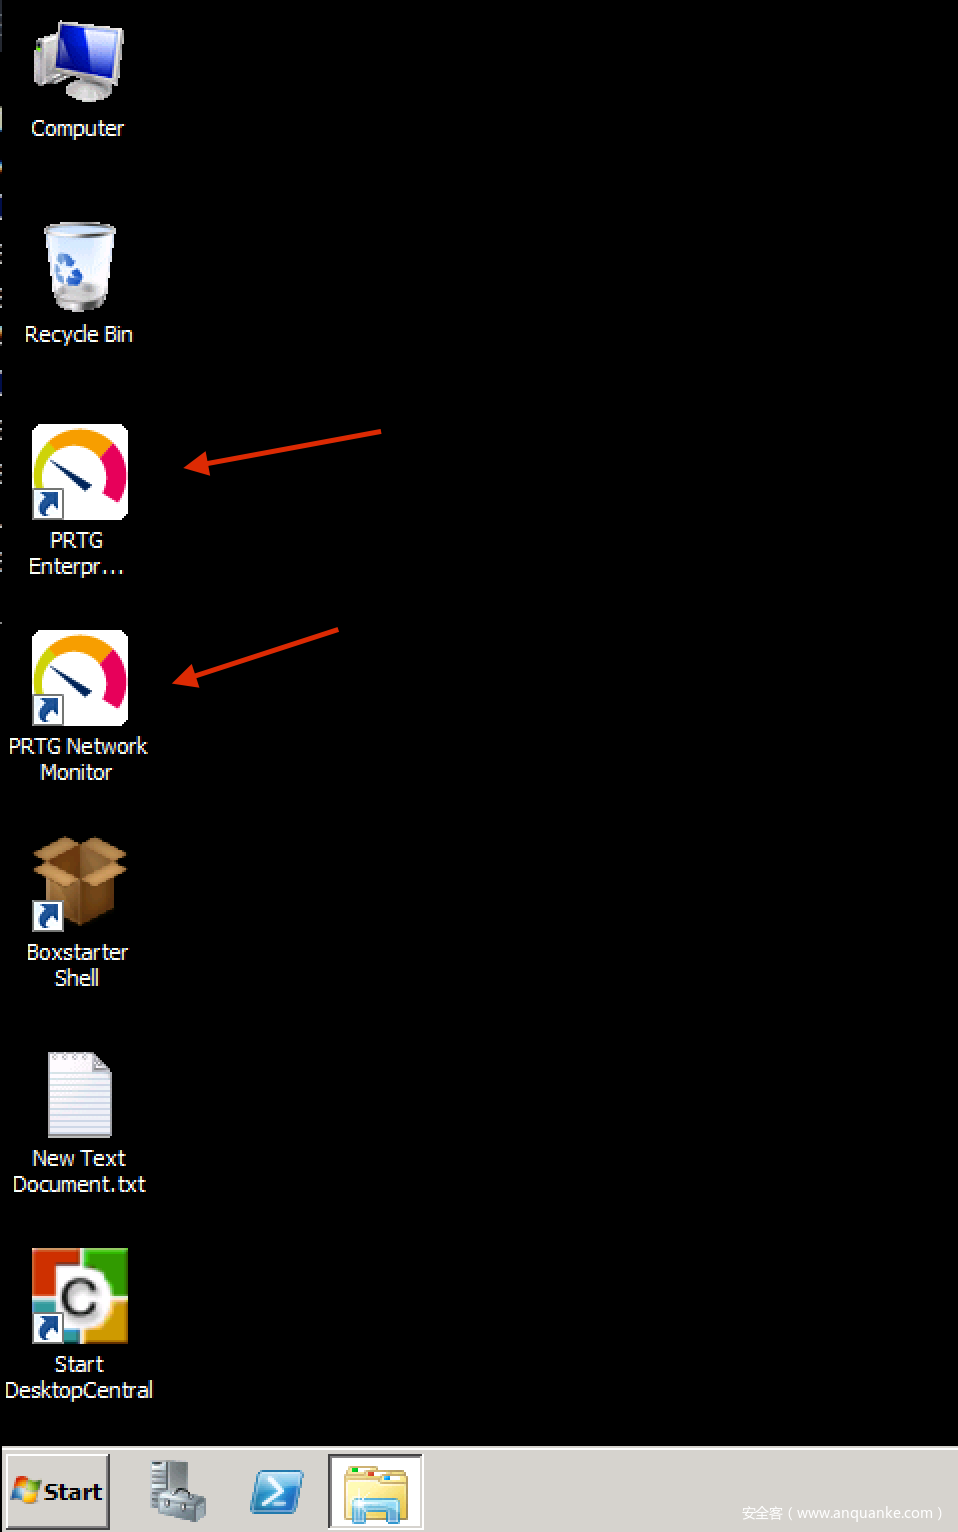 Computer
Recycle Bin
PRTG
Enterpr...
PRTG Network
Monitor
Boxstarter
Shell
New Text
Document.txt
C
Start
DesktopCentral
Start
安全客（www.anquanke.com）